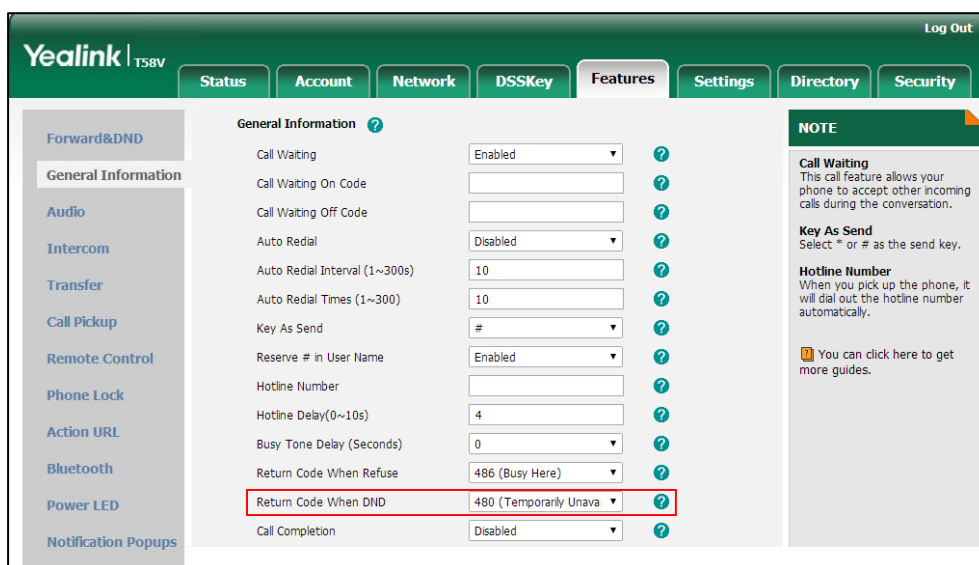 Log Out
Yealink | T58V
Status Account Network DSSKey Features Settings Directory Security
Forward&DND
General Information
Audio
Intercom
Transfer
Call Pickup
Remote Control
Phone Lock
Action URL
Bluetooth
Power LED
Notification Popups
General Information ?
Call Waiting Enabled ?
Call Waiting On Code ?
Call Waiting Off Code ?
Auto Redial Disabled ?
Auto Redial Interval (1~300s) 10 ?
Auto Redial Times (1~300) 10 ?
Key As Send # ?
Reserve # in User Name Enabled ?
Hotline Number ?
Hotline Delay(0~10s) 4 ?
Busy Tone Delay (Seconds) 0 ?
Return Code When Refuse 486 (Busy Here) ?
Return Code When DND 480 (Temporarily Unava ?
Call Completion Disabled ?
NOTE
Call Waiting
This call feature allows your
phone to accept other incoming
calls during the conversation.
Key As Send
Select * or # as the send key.
Hotline Number
When you pick up the phone, it
will dial out the hotline number
automatically.
? You can click here to get
more guides.